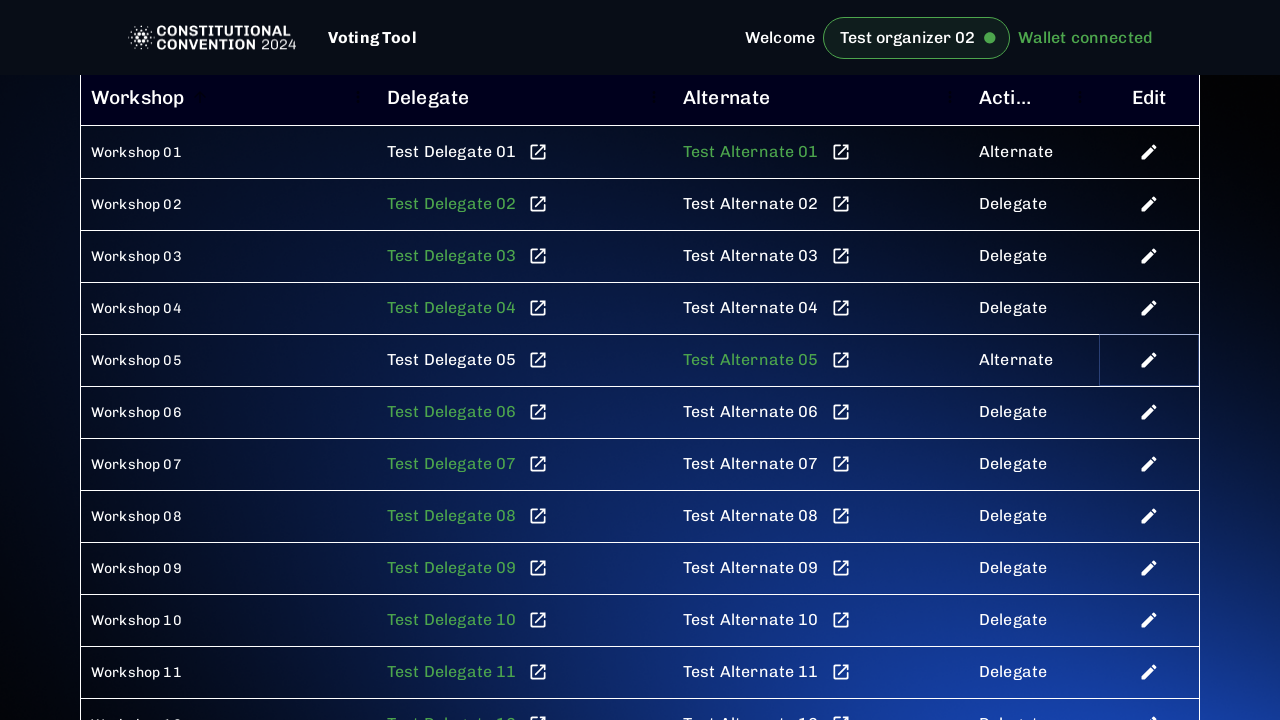 CONSTITUTIONAL
CONVENTION 2024
Voting Tool
Welcome
Test organizer 02
Wallet connected
Workshop Delegate Alternate Acti... Edit
Workshop 01 Test Delegate 01 Test Alternate 01 Alternate
Workshop 02 Test Delegate 02 Test Alternate 02 Delegate
Workshop 03 Test Delegate 03 Test Alternate 03 Delegate
Workshop 04 Test Delegate 04 Test Alternate 04 Delegate
Workshop 05 Test Delegate 05 Test Alternate 05 Alternate
Workshop 06 Test Delegate 06 Test Alternate 06 Delegate
Workshop 07 Test Delegate 07 Test Alternate 07 Delegate
Workshop 08 Test Delegate 08 Test Alternate 08 Delegate
Workshop 09 Test Delegate 09 Test Alternate 09 Delegate
Workshop 10 Test Delegate 10 Test Alternate 10 Delegate
Workshop 11 Test Delegate 11 Test Alternate 11 Delegate